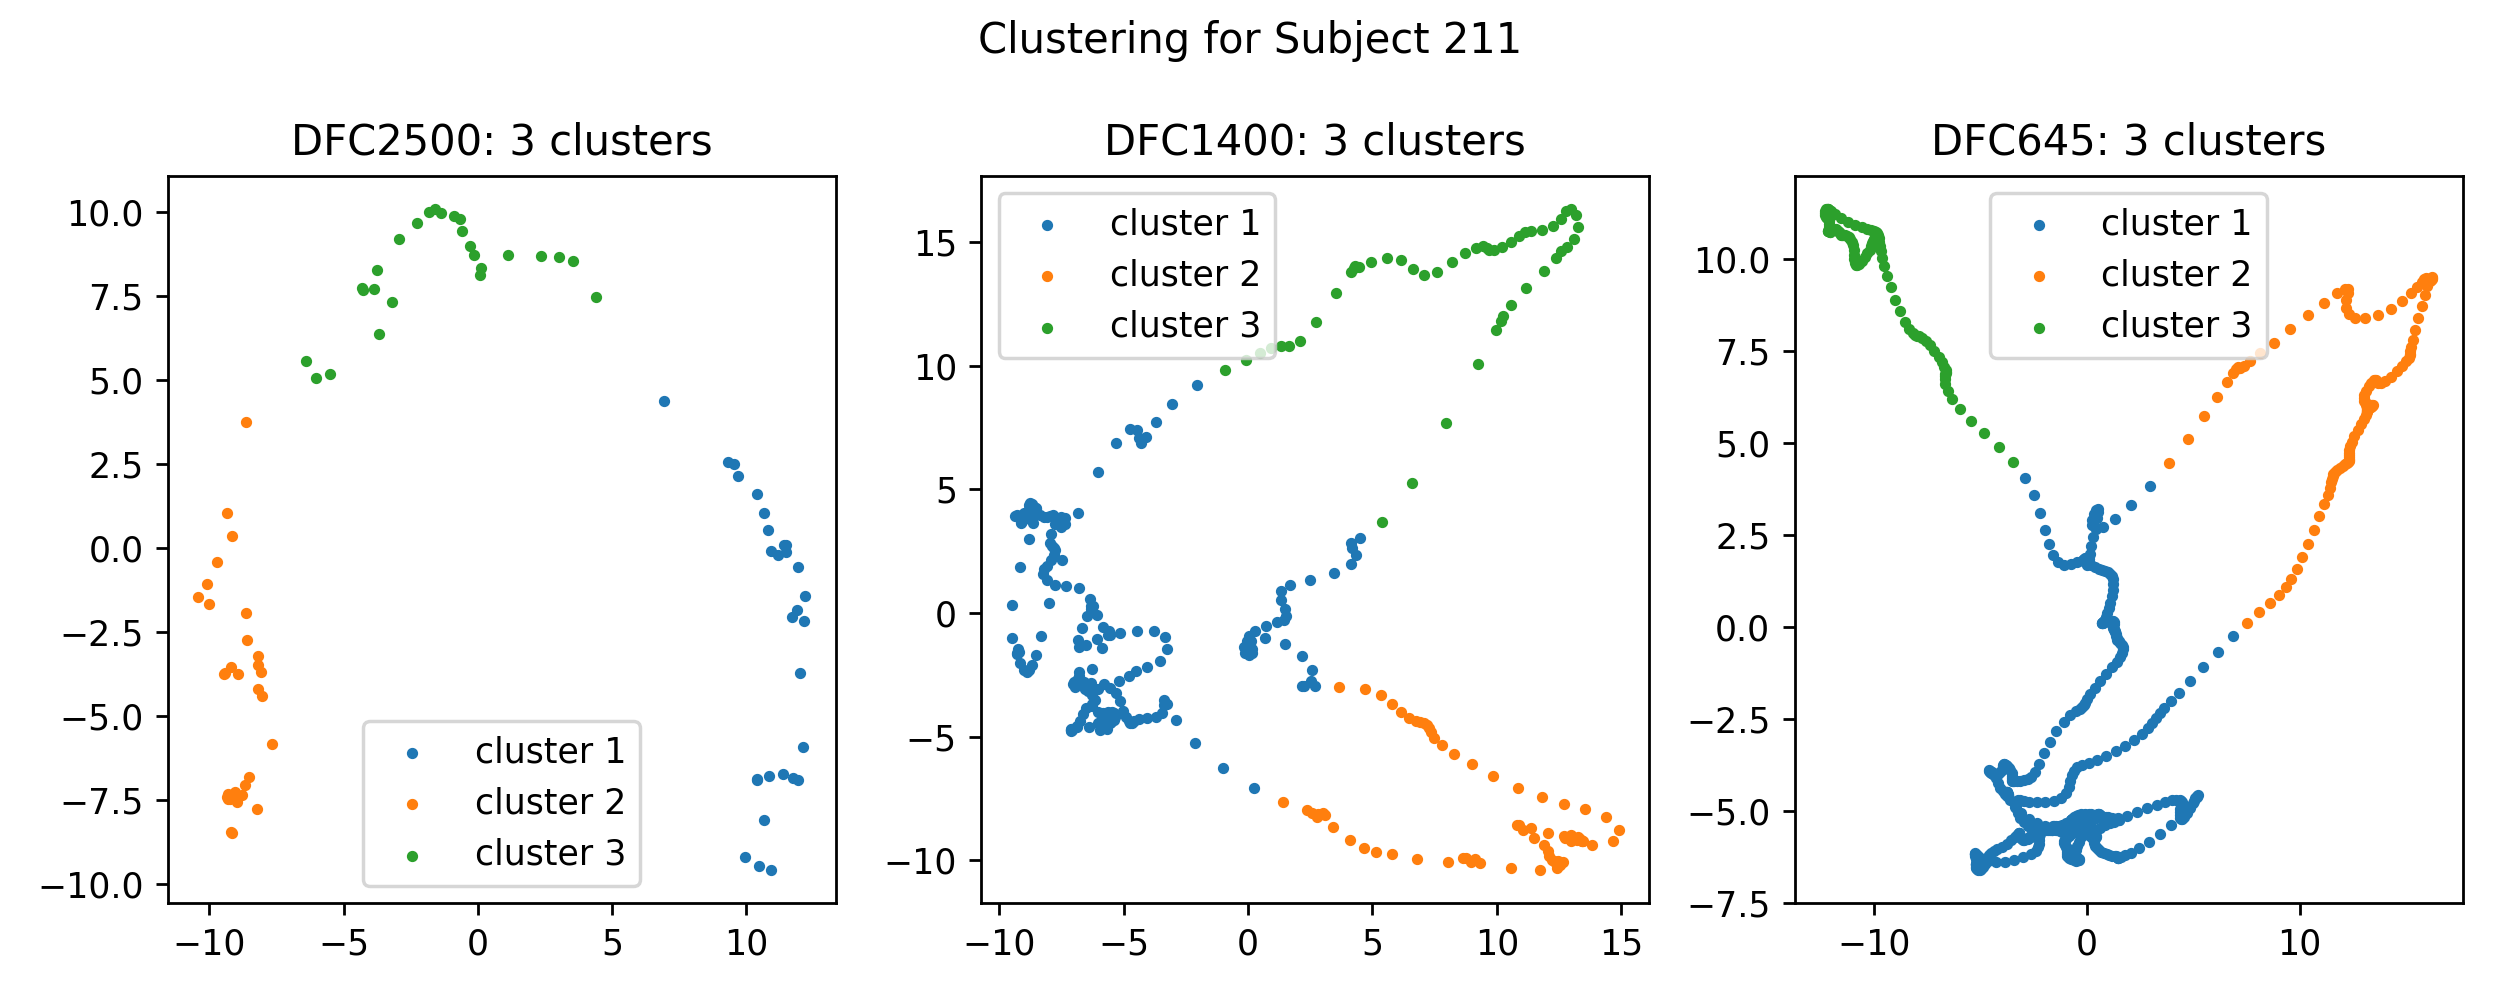 Clustering for Subject 211
DFC2500: 3 clusters
10.0
7.5
5.0
2.5
0.0
−2.5
−5.0
−7.5
−10.0
−10
−5
0
5
10
cluster 1
cluster 2
cluster 3
DFC1400: 3 clusters
15
10
5
0
−5
−10
−10
−5
0
5
10
15
cluster 1
cluster 2
cluster 3
DFC645: 3 clusters
10.0
7.5
5.0
2.5
0.0
−2.5
−5.0
−7.5
−10
0
10
cluster 1
cluster 2
cluster 3